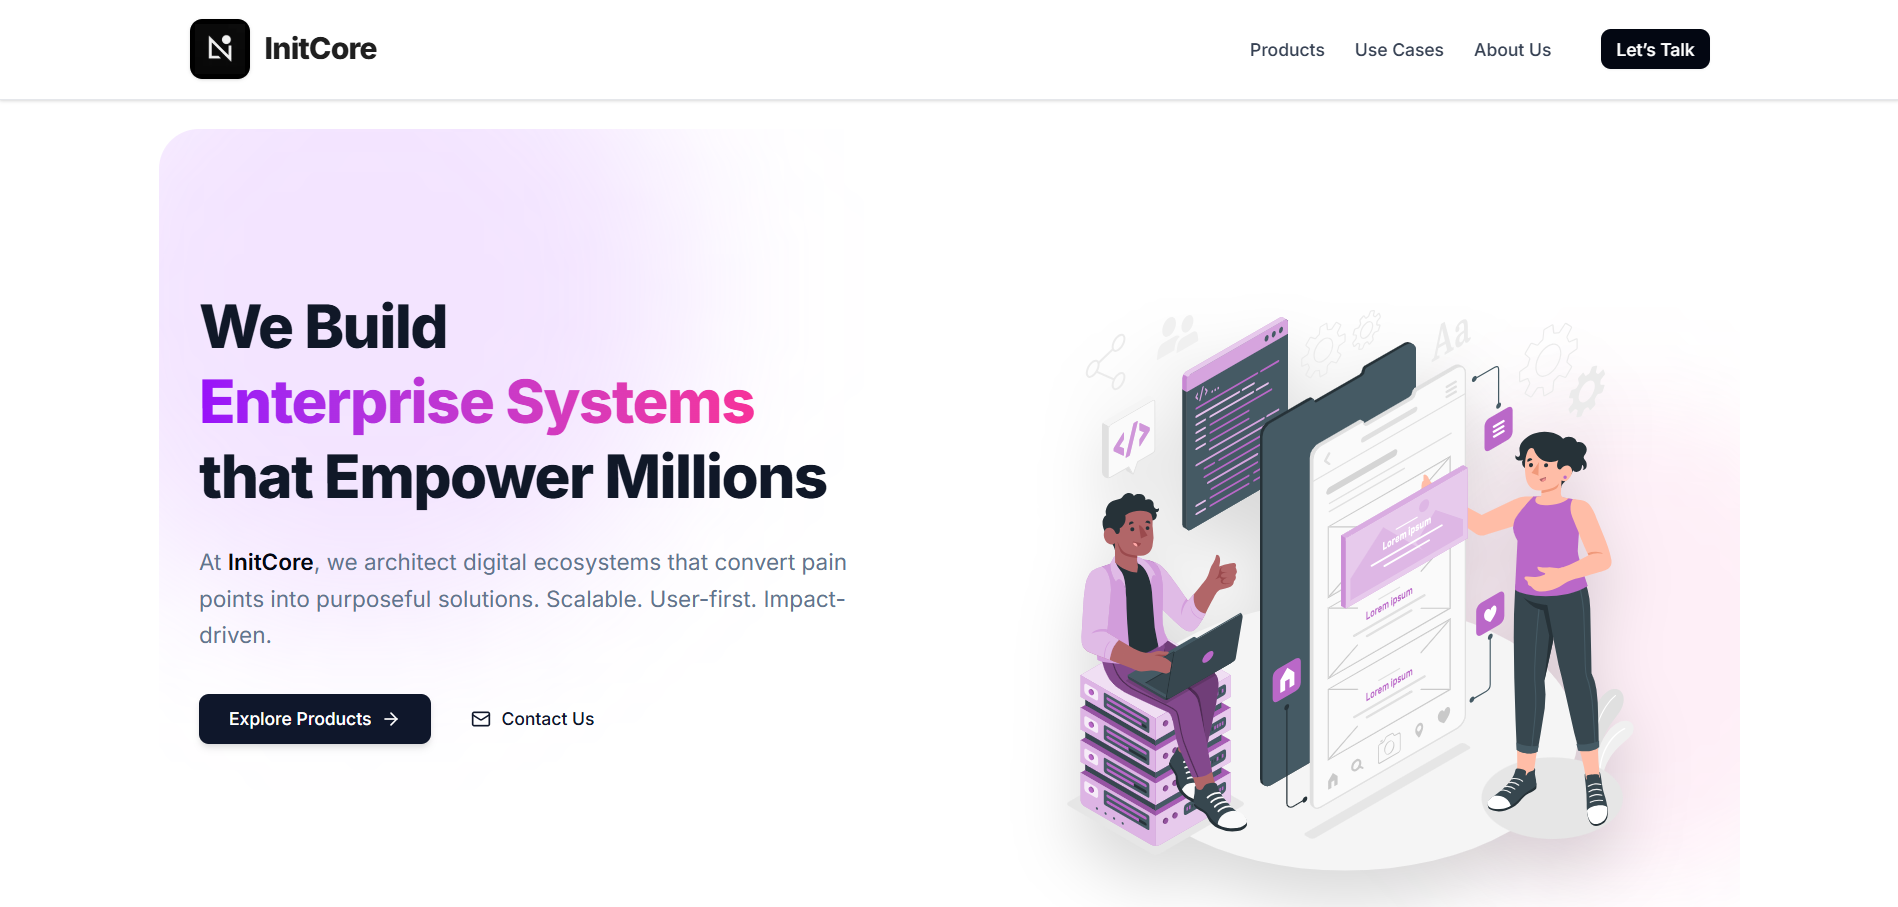 InitCore
Products
Use Cases
About Us
Let’s Talk
We Build
Enterprise Systems
that Empower Millions
At InitCore, we architect digital ecosystems that convert pain
points into purposeful solutions. Scalable. User-first. Impact-
driven.
Explore Products
Contact Us
</> ...
Aa
</>
Lorem ipsum
Lorem ipsum
Lorem ipsum